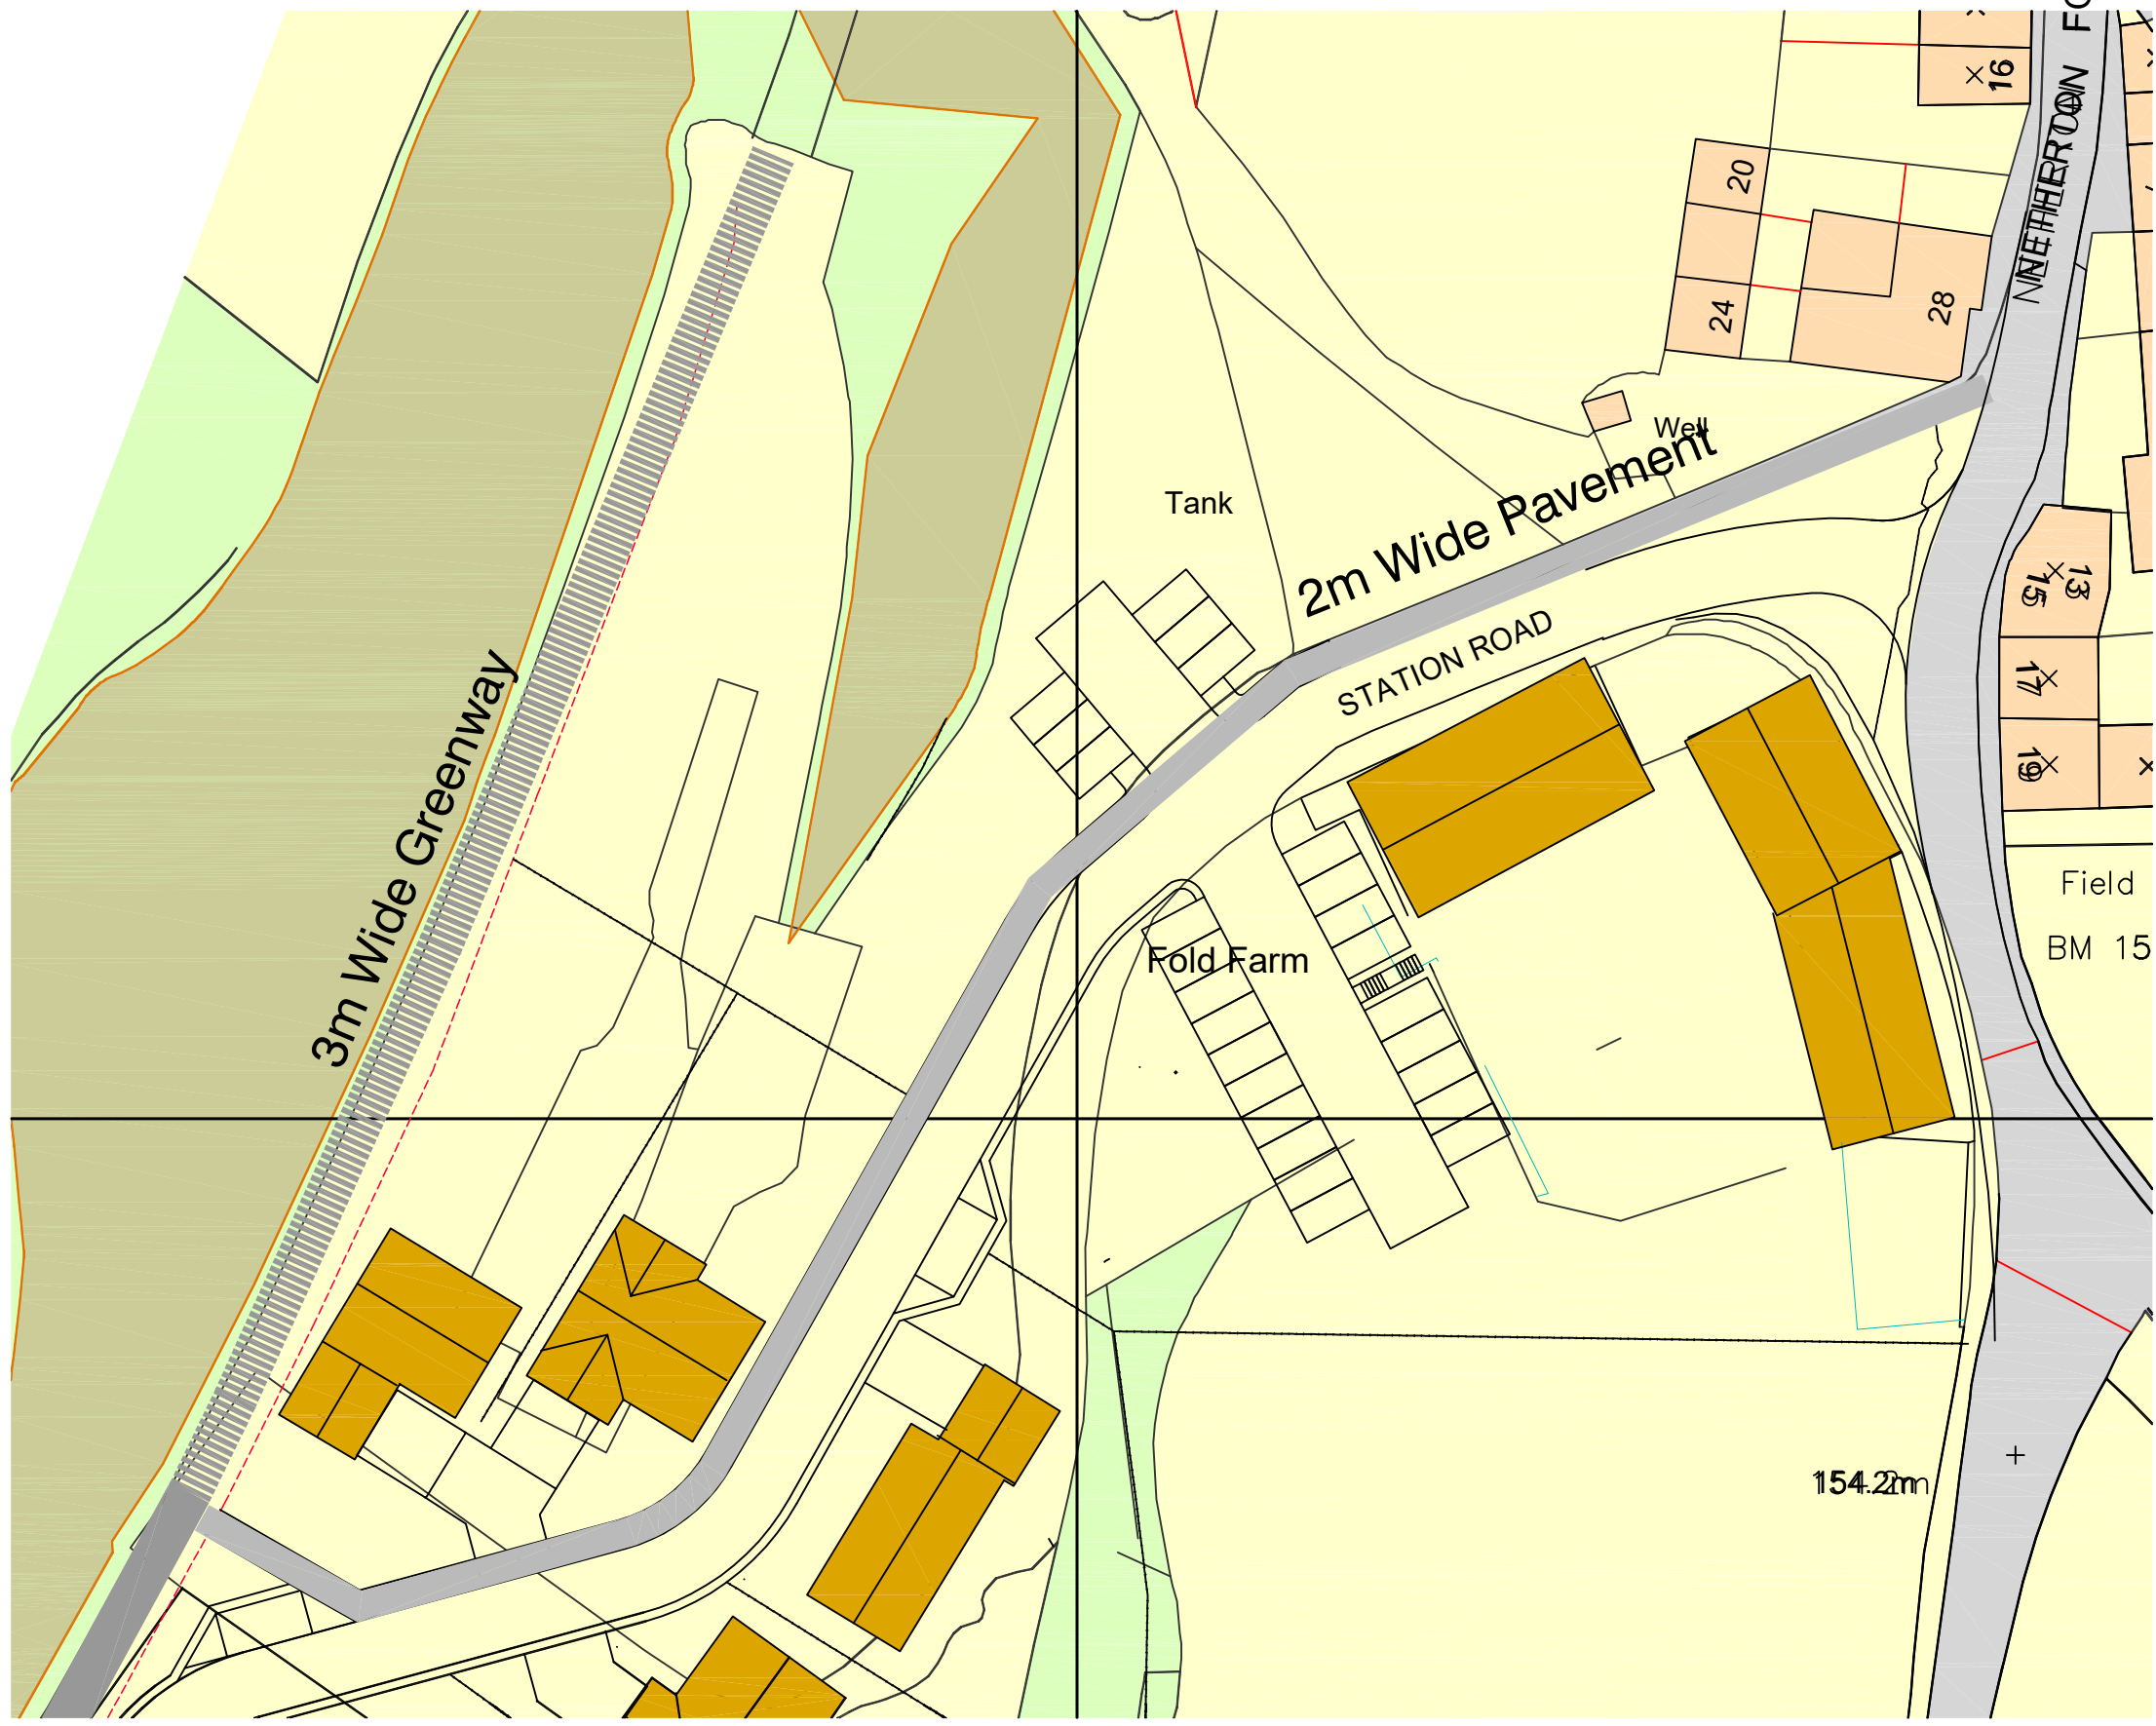 16
20
24
28
Well
Tank
2m Wide Pavement
STATION ROAD
13
15
17
19
3m Wide Greenway
Fold Farm
Field
BM 15
154.2m